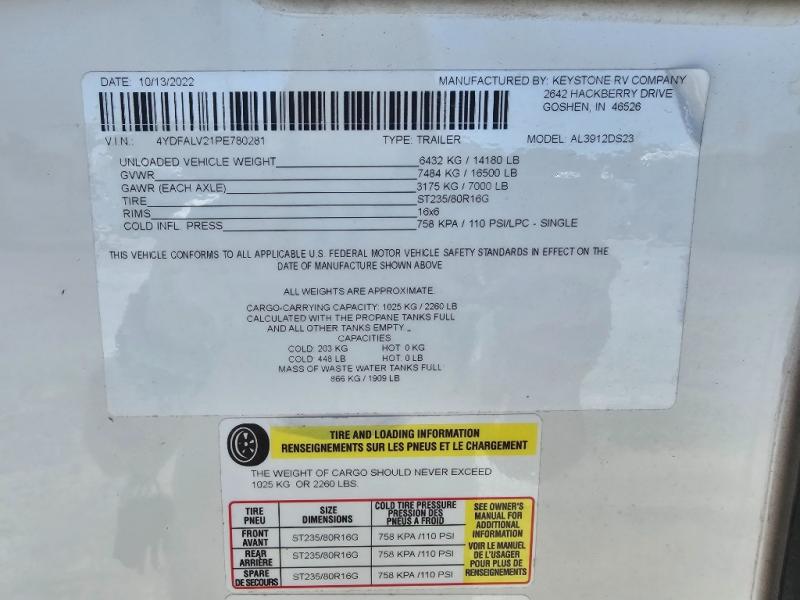 DATE: 10/13/2022 MANUFACTURED BY: KEYSTONE RV COMPANY
2642 HACKBERRY DRIVE
GOSHEN, IN 46526
V.I.N.: 4YDFALV21PE780281 TYPE: TRAILER MODEL: AL3912DS23
UNLOADED VEHICLE WEIGHT 6432 KG / 14180 LB
GVWR 7484 KG / 16500 LB
GAWR (EACH AXLE) 3175 KG / 7000 LB
TIRE ST235/80R16G
RIMS 16x6
COLD INFL. PRESS 758 KPA / 110 PSI/LPC - SINGLE
THIS VEHICLE CONFORMS TO ALL APPLICABLE U.S. FEDERAL MOTOR VEHICLE SAFETY STANDARDS IN EFFECT ON THE
DATE OF MANUFACTURE SHOWN ABOVE
ALL WEIGHTS ARE APPROXIMATE.
CARGO-CARRYING CAPACITY: 1025 KG / 2260 LB
CALCULATED WITH THE PROPANE TANKS FULL
AND ALL OTHER TANKS EMPTY.
CAPACITIES
COLD: 203 KG HOT: 0 KG
COLD: 448 LB HOT: 0 LB
MASS OF WASTE WATER TANKS FULL
866 KG / 1909 LB
TIRE AND LOADING INFORMATION
RENSEIGNEMENTS SUR LES PNEUS ET LE CHARGEMENT
THE WEIGHT OF CARGO SHOULD NEVER EXCEED
1025 KG OR 2260 LBS.
TIRE
PNEU
SIZE
DIMENSIONS
COLD TIRE PRESSURE
PRESSION DES
PNEUS A FROID
FRONT
AVANT
ST235/80R16G
758 KPA /110 PSI
REAR
ARRIÈRE
ST235/80R16G
758 KPA /110 PSI
SPARE
DE SECOURS
ST235/80R16G
758 KPA /110 PSI
SEE OWNER'S
MANUAL FOR
ADDITIONAL
INFORMATION
VOIR LE MANUEL
DE L'USAGER
POUR PLUS DE
RENSEIGNEMENTS